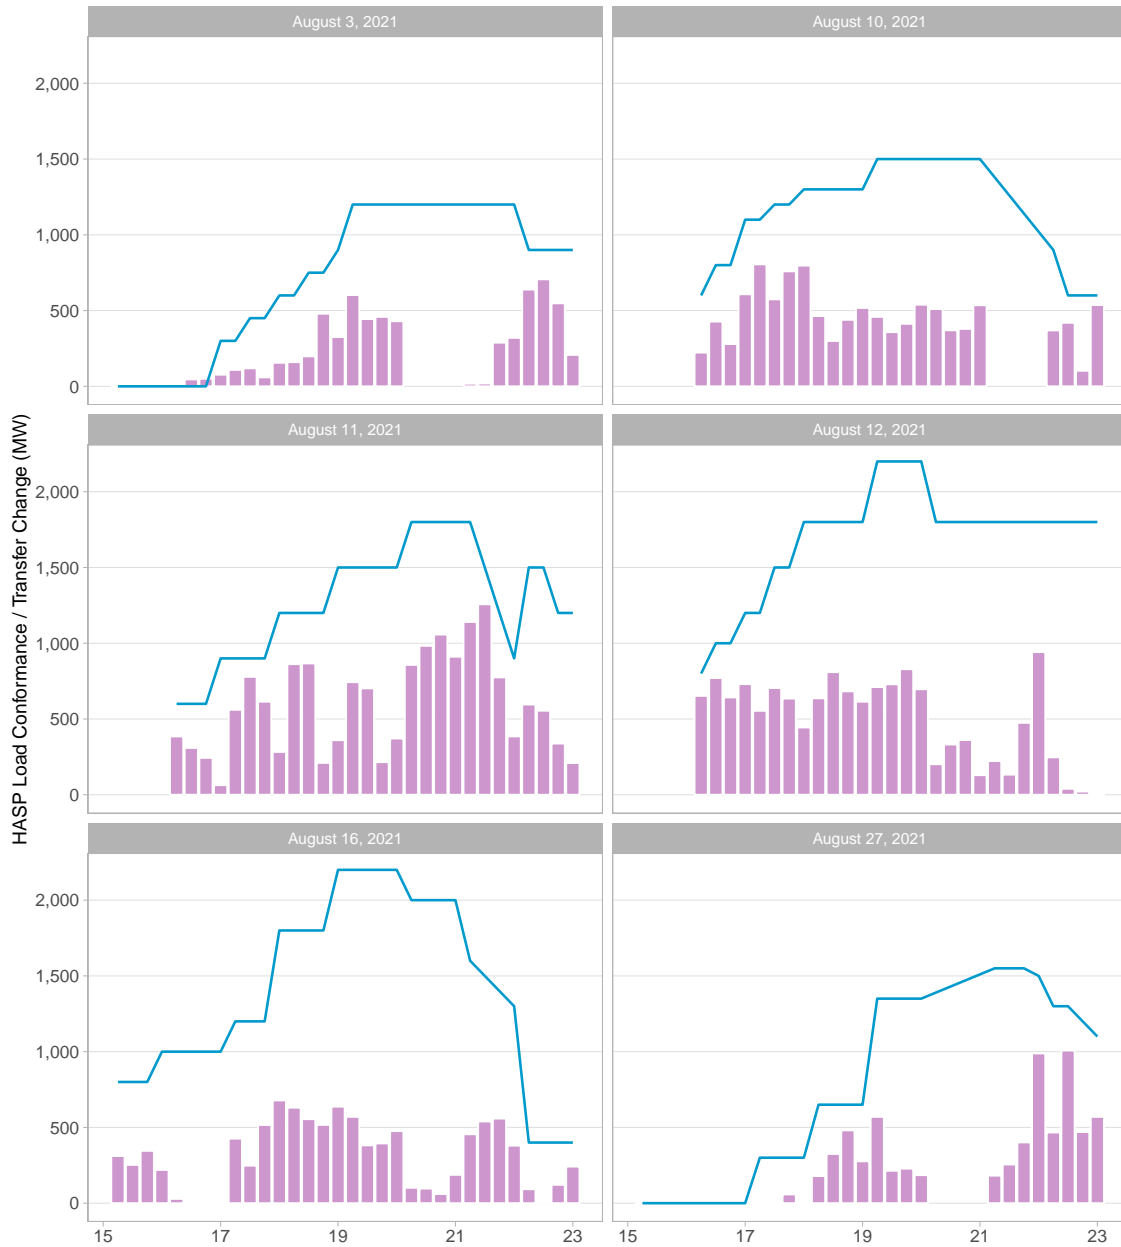 August 3, 2021
August 10, 2021
2,000
1,500
1,000
500
0
August 11, 2021
August 12, 2021
2,000
1,500
1,000
500
0
HASP Load Conformance / Transfer Change (MW)
August 16, 2021
August 27, 2021
2,000
1,500
1,000
500
0
15 17 19 21 23 15 17 19 21 23